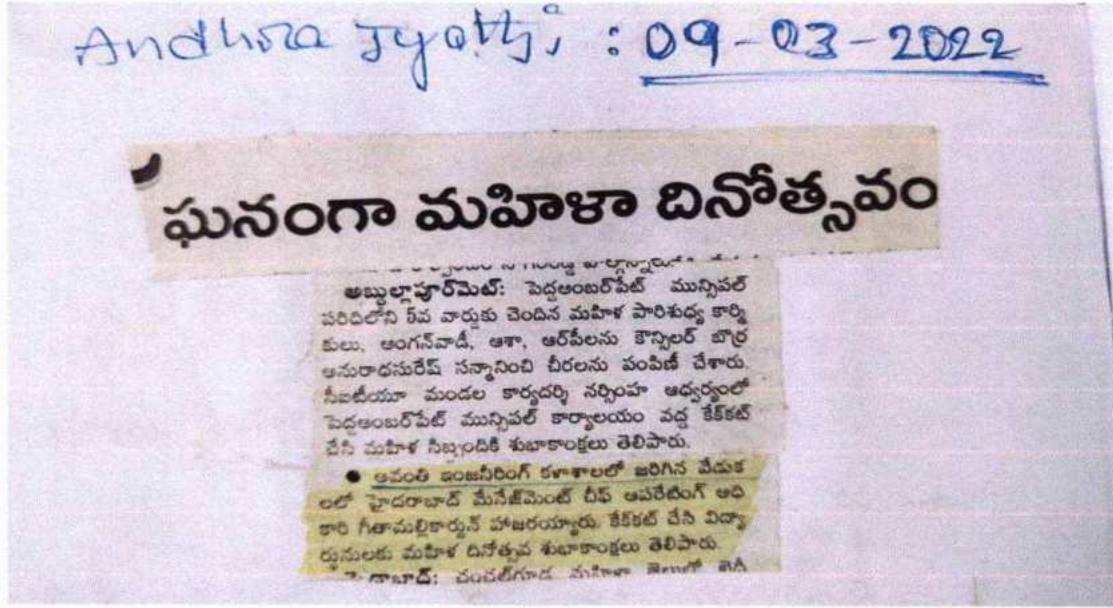 Andhra Jyothi : 09-03-2022
ఘనంగా మహిళా దినోత్సవం
అబ్దుల్లాపూర్‌మెట్: పెద్దఅంబర్‌పేట్ మున్సిపల్
పరిధిలోని 5వ వార్డుకు చెందిన మహిళ పారిశుధ్య కార్మి
కులు, అంగన్‌వాడీ, ఆశా, ఆర్‌పీలను కౌన్సిలర్ బొర్ర
అనురాధసురేష్ సన్మానించి చీరలను పంపిణీ చేశారు.
సీఐటీయూ మండల కార్యదర్శి నర్సింహ ఆధ్వర్యంలో
పెద్దఅంబర్‌పేట్ మున్సిపల్ కార్యాలయం వద్ద కేక్‌కట్
చేసి మహిళ సిబ్బందికి శుభాకాంక్షలు తెలిపారు.
● అవంతి ఇంజనీరింగ్ కళాశాలలో జరిగిన వేడుక
లలో హైదరాబాద్ మేనేజ్‌మెంట్ చీఫ్ ఆపరేటింగ్ అధి
కారి గీతామల్లికార్జున్ హాజరయ్యారు. కేక్‌కట్ చేసి విద్యా
ర్థునులకు మహిళ దినోత్సవ శుభాకాంక్షలు తెలిపారు.
చంచల్‌గూడ మహిళా జైలులో